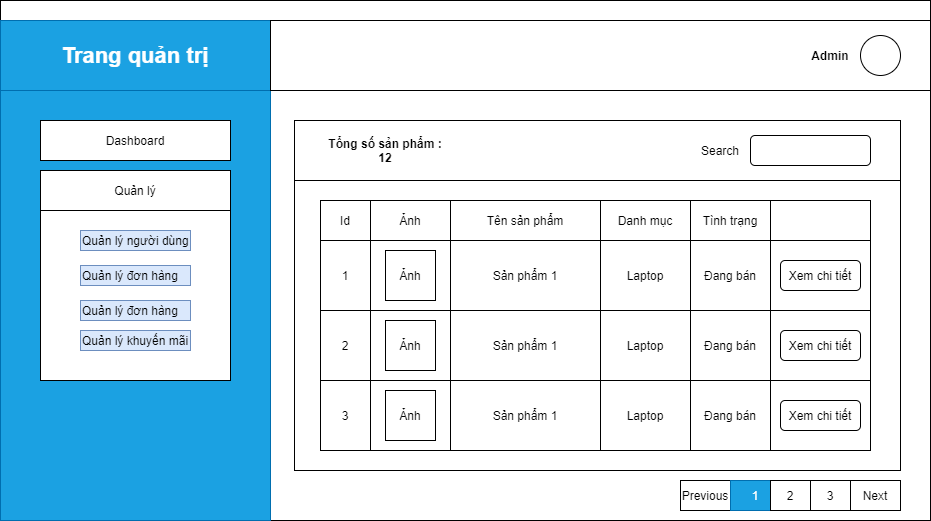 Trang quản trị
Admin
Dashboard
Quản lý
Quản lý người dùng
Quản lý đơn hàng
Quản lý đơn hàng
Quản lý khuyến mãi
Tổng số sản phẩm :
12
Search
Id Ảnh Tên sản phẩm Danh mục Tình trạng
1 Ảnh Sản phẩm 1 Laptop Đang bán Xem chi tiết
2 Ảnh Sản phẩm 1 Laptop Đang bán Xem chi tiết
3 Ảnh Sản phẩm 1 Laptop Đang bán Xem chi tiết
Previous 1 2 3 Next